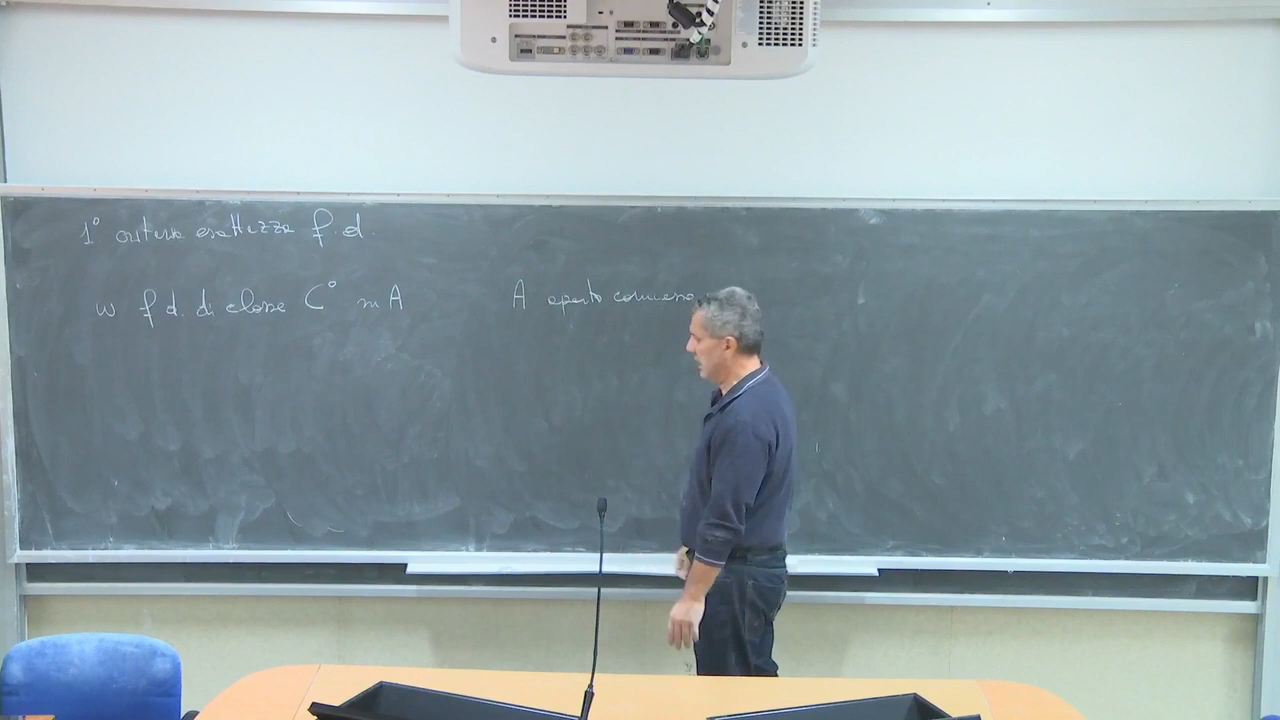 1° criterio esattezza f.d.
w f d. di classe C° in A A aperto connesso